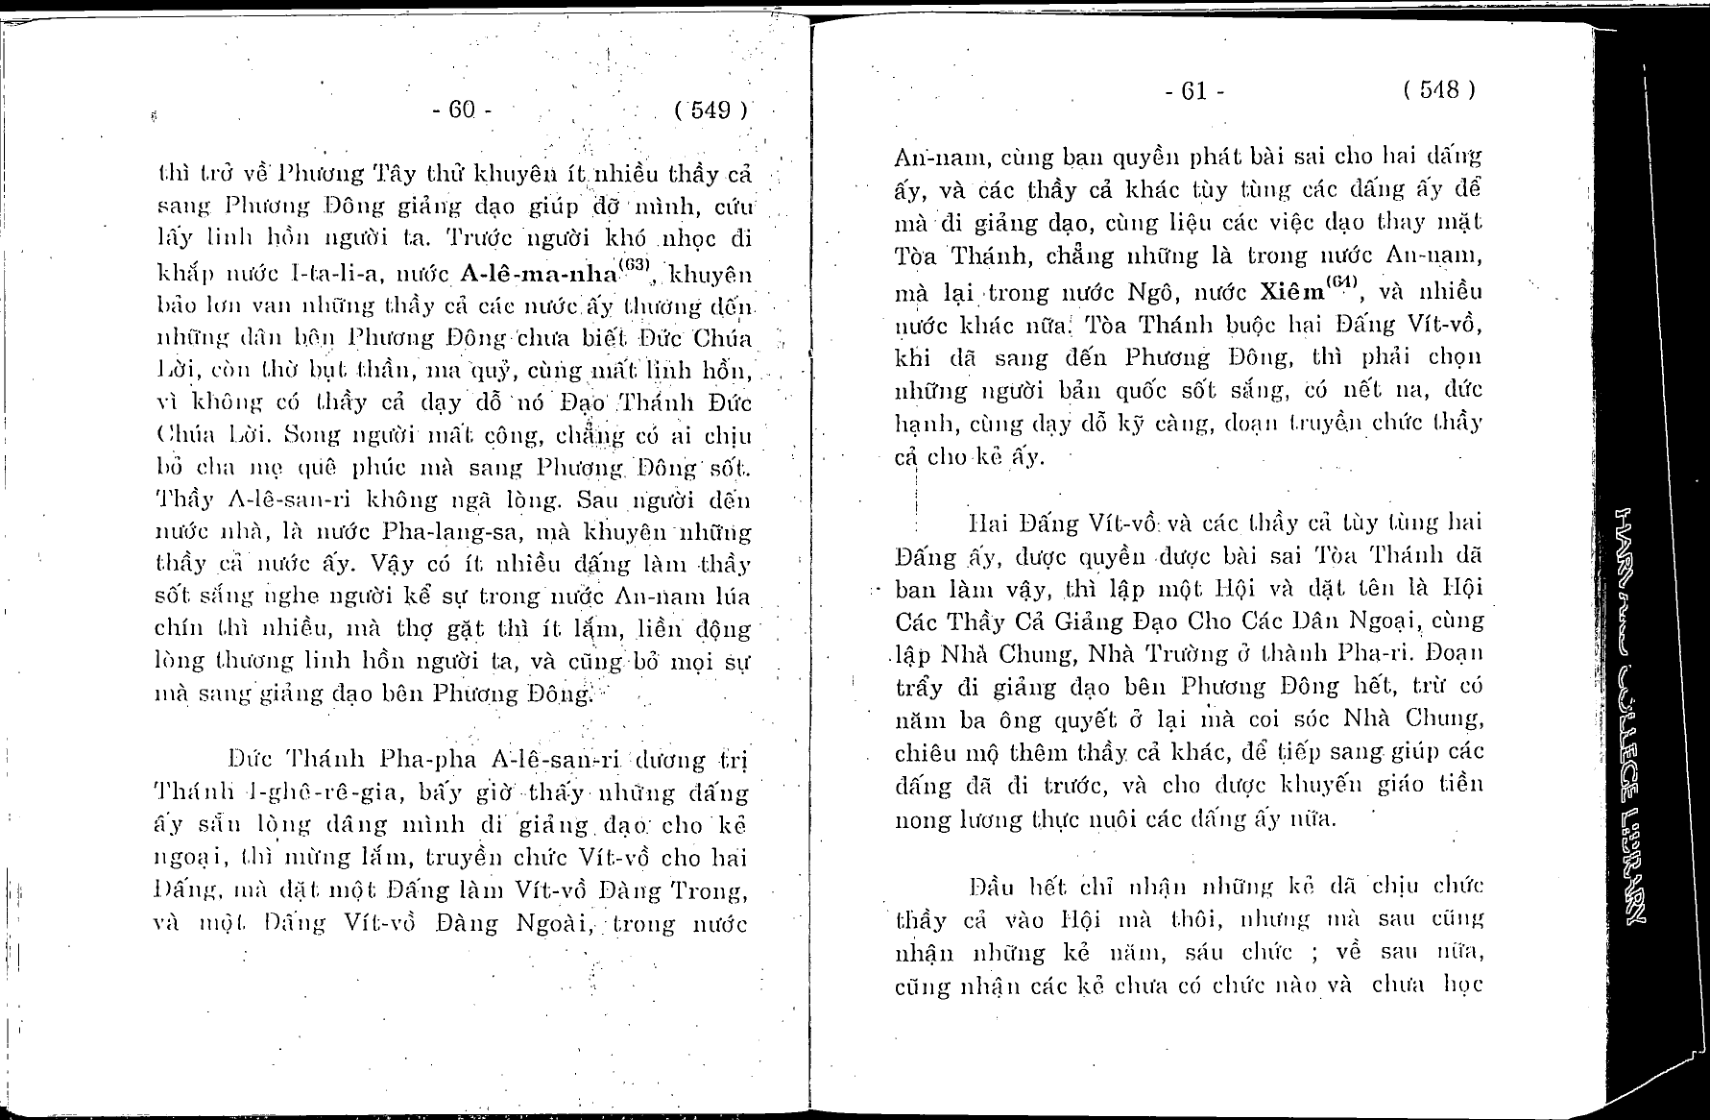 - 60 - ( 549 )
thì trở về Phương Tây thử khuyên ít nhiều thầy cả
sang Phương Đông giảng đạo giúp đỡ mình, cứu
lấy linh hồn người ta. Trước người khó nhọc đi
khắp nước I-ta-li-a, nước A-lê-ma-nha(63), khuyên
bảo lơn van những thầy cả các nước ấy thương đến
những dân bên Phương Đông chưa biết Đức Chúa
Lời, còn thờ bụt thần, ma quỷ, cùng mất linh hồn,
vì không có thầy cả dạy dỗ nó Đạo Thánh Đức
Chúa Lời. Song người mất công, chẳng có ai chịu
bỏ cha mẹ quê phúc mà sang Phương Đông sốt.
Thầy A-lê-san-ri không ngã lòng. Sau người đến
nước nhà, là nước Pha-lang-sa, mà khuyên những
thầy cả nước ấy. Vậy có ít nhiều đấng làm thầy
sốt sắng nghe người kể sự trong nước An-nam lúa
chín thì nhiều, mà thợ gặt thì ít lắm, liền động
lòng thương linh hồn người ta, và cũng bỏ mọi sự
mà sang giảng đạo bên Phương Đông.
Đức Thánh Pha-pha A-lê-san-ri đương trị
Thánh I-ghê-rê-gia, bấy giờ thấy những đấng
ấy sẵn lòng dâng mình đi giảng đạo cho kẻ
ngoại, thì mừng lắm, truyền chức Vít-vồ cho hai
Đấng, mà đặt một Đấng làm Vít-vồ Đàng Trong,
và một Đấng Vít-vồ Đàng Ngoài, trong nước
- 61 - ( 548 )
An-nam, cùng ban quyền phát bài sai cho hai đấng
ấy, và các thầy cả khác tùy tùng các đấng ấy để
mà đi giảng đạo, cùng liệu các việc đạo thay mặt
Tòa Thánh, chẳng những là trong nước An-nam,
mà lại trong nước Ngô, nước Xiêm(64), và nhiều
nước khác nữa. Tòa Thánh buộc hai Đấng Vít-vồ,
khi đã sang đến Phương Đông, thì phải chọn
những người bản quốc sốt sắng, có nết na, đức
hạnh, cùng dạy dỗ kỹ càng, đoạn truyền chức thầy
cả cho kẻ ấy.
Hai Đấng Vít-vồ và các thầy cả tùy tùng hai
Đấng ấy, được quyền được bài sai Tòa Thánh đã
ban làm vậy, thì lập một Hội và đặt tên là Hội
Các Thầy Cả Giảng Đạo Cho Các Dân Ngoại, cùng
lập Nhà Chung, Nhà Trường ở thành Pha-ri. Đoạn
trẩy đi giảng đạo bên Phương Đông hết, trừ có
năm ba ông quyết ở lại mà coi sóc Nhà Chung,
chiêu mộ thêm thầy cả khác, để tiếp sang giúp các
đấng đã đi trước, và cho được khuyến giáo tiền
nong lương thực nuôi các đấng ấy nữa.
Đầu hết chỉ nhận những kẻ đã chịu chức
thầy cả vào Hội mà thôi, nhưng mà sau cũng
nhận những kẻ năm, sáu chức ; về sau nữa,
cũng nhận các kẻ chưa có chức nào và chưa học
HARVARD COLLEGE LIBRARY